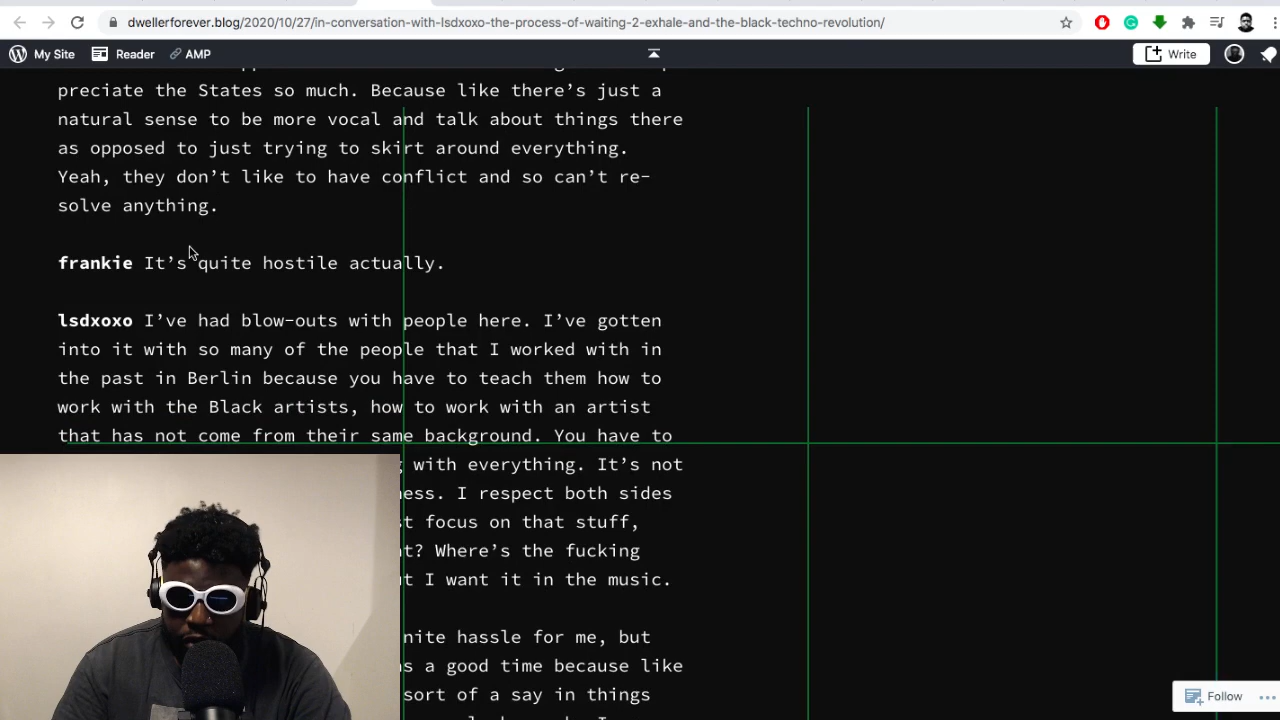 dwellerforever.blog/2020/10/27/in-conversation-with-lsdxoxo-the-process-of-waiting-2-exhale-and-the-black-techno-revolution/
My Site Reader AMP Write
preciate the States so much. Because like there's just a
natural sense to be more vocal and talk about things there
as opposed to just trying to skirt around everything.
Yeah, they don't like to have conflict and so can't re-
solve anything.
frankie It's quite hostile actually.
lsdxoxo I've had blow-outs with people here. I've gotten
into it with so many of the people that I worked with in
the past in Berlin because you have to teach them how to
work with the Black artists, how to work with an artist
that has not come from their same background. You have to
with everything. It's not
ness. I respect both sides
st focus on that stuff,
Where's the fucking
I want it in the music.
nite hassle for me, but
a good time because like
sort of a say in things
Follow